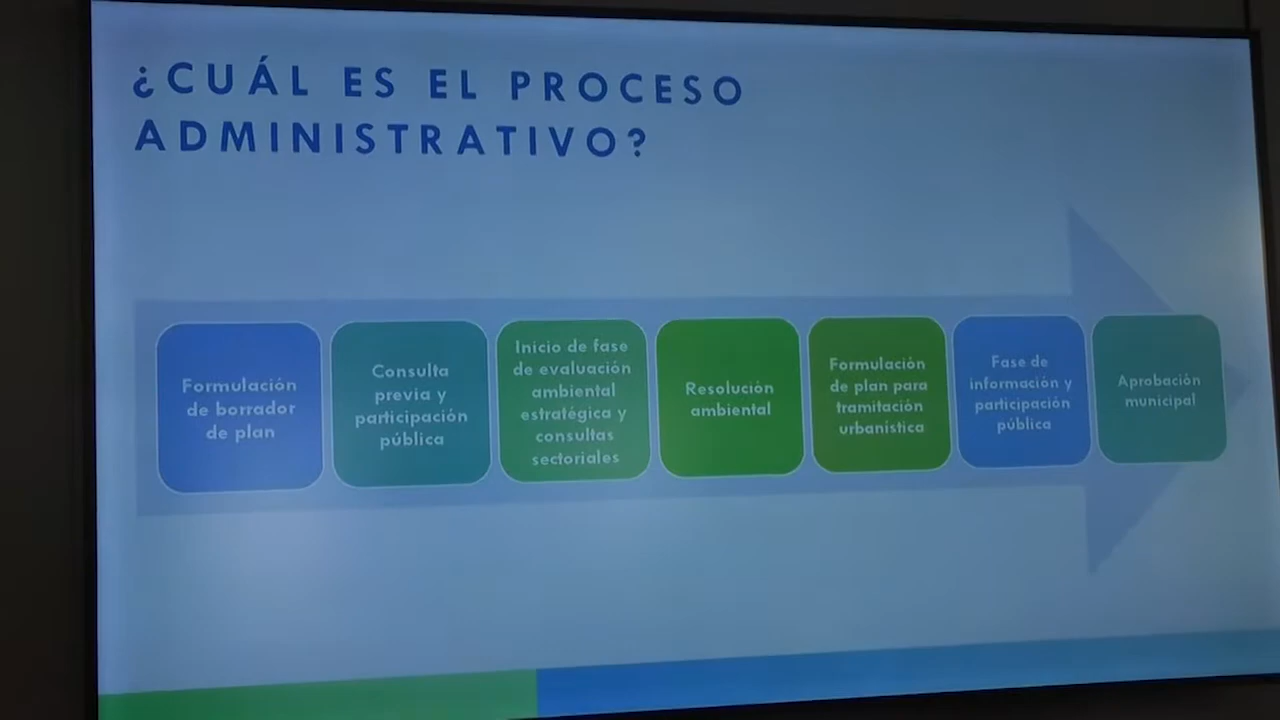 ¿CUÁL ES EL PROCESO
ADMINISTRATIVO?
Formulación
de borrador
de plan
Consulta
previa y
participación
pública
Inicio de fase
de evaluación
ambiental
estratégica y
consultas
sectoriales
Resolución
ambiental
Formulación
de plan para
tramitación
urbanística
Fase de
información y
participación
pública
Aprobación
municipal